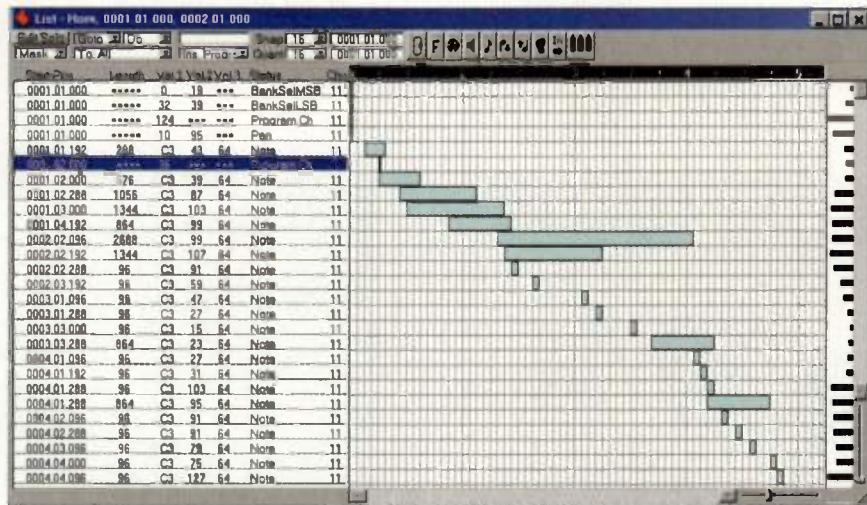 List - Horn, 0001 01 000, 0002 01 000
Edit Solo Goto Do Snap 16 0001 01 0
Mask To All Ins Quant 16 0001 01 000
Start-Pos Length Val 1 Val 2 Val 3 Status
0001.01.000 ***** 0 19 *** BankSelMSB 11
0001.01.000 ***** 32 39 *** BankSelLSB 11
0001.01.000 ***** 124 *** *** Program Ch 11
0001.01.000 ***** 10 95 *** Pan 11
0001.01.192 288 C3 43 64 Note 11
Program Ch
0001.02.000 576 C3 39 64 Note 11
0001.02.288 1056 C3 87 64 Note 11
0001.03.000 1344 C3 103 64 Note 11
0001.04.192 864 C3 99 64 Note 11
0002.02.096 2688 C3 99 64 Note 11
0002.02.192 1344 C3 107 64 Note 11
0002.02.288 96 C3 91 64 Note 11
0002.03.192 96 C3 59 64 Note 11
0003.01.096 96 C3 47 64 Note 11
0003.01.288 96 C3 27 64 Note 11
0003.03.000 96 C3 15 64 Note 11
0003.03.288 864 C3 23 64 Note 11
0004.01.096 96 C3 27 64 Note 11
0004.01.192 96 C3 31 64 Note 11
0004.01.288 96 C3 103 64 Note 11
0004.01.288 864 C3 95 64 Note 11
0004.02.096 96 C3 91 64 Note 11
0004.02.288 96 C3 91 64 Note 11
0004.03.096 96 C3 79 64 Note 11
0004.04.000 96 C3 75 64 Note 11
0004.04.096 96 C3 127 64 Note 11